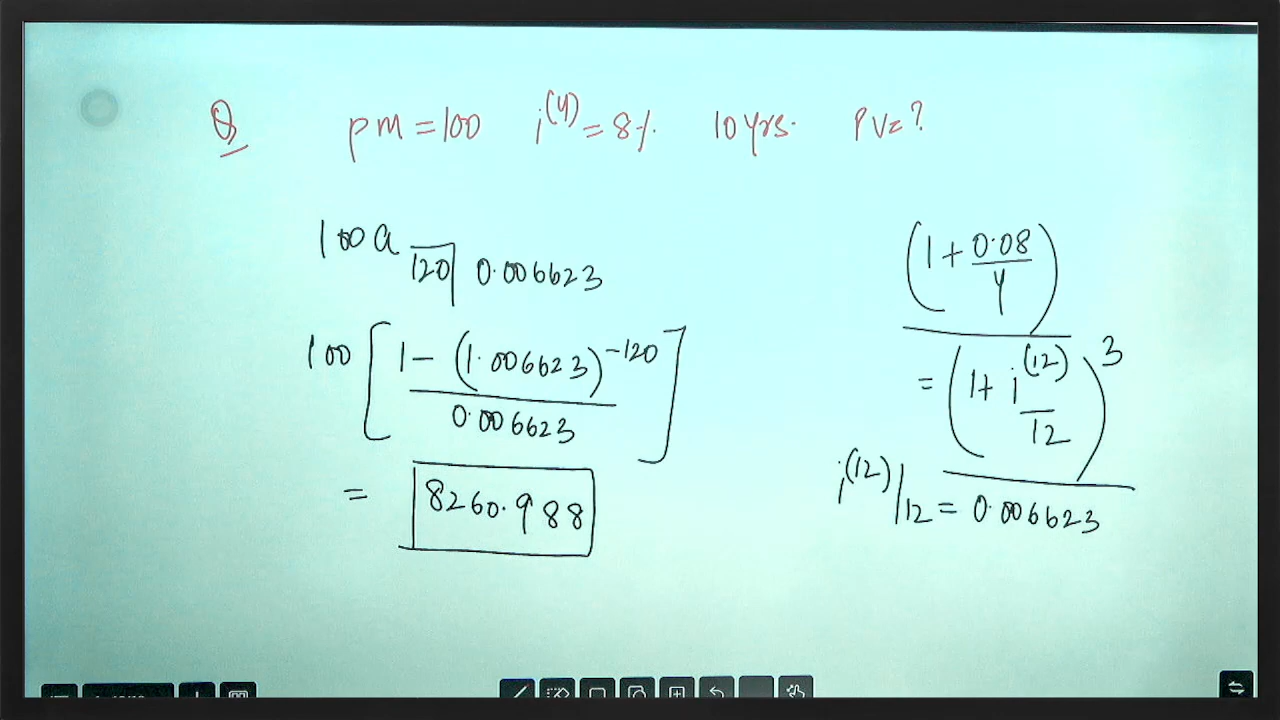 Q pm = 100 i^(4) = 8% 10 yrs. PV = ?
100 a 120 0.006623
100 [ 1 - (1.006623)^-120
0.006623 ]
= 8260.988
(1 + 0.08
4 )
= (1 + i^(12)
12 )^3
i^(12)/12 = 0.006623